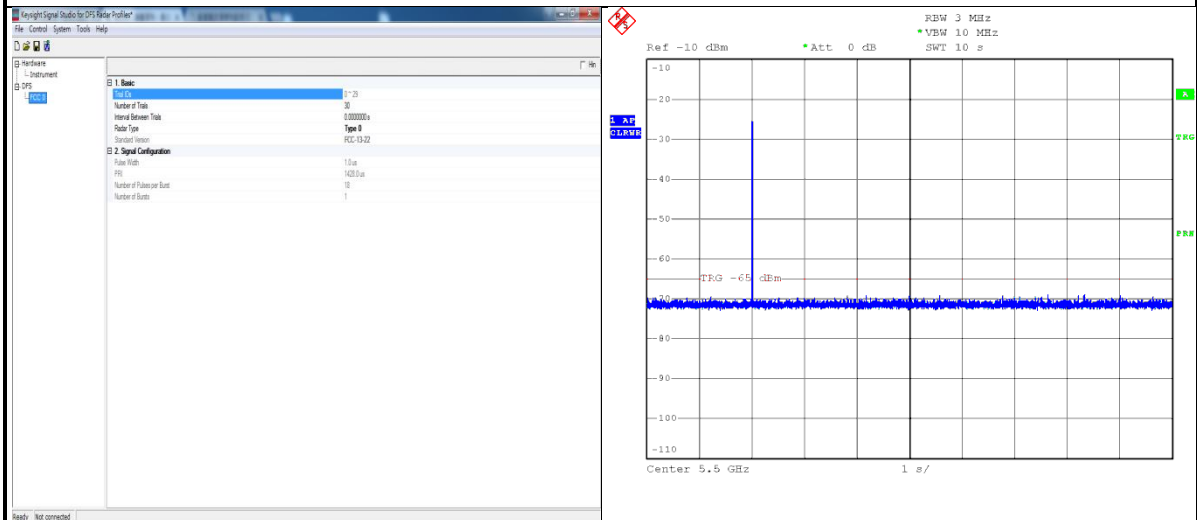 Keysight Signal Studio for DFS Radar Profiles*
File Control System Tools Help
Hardware
Instrument
DFS
FCC 0
Hin
1. Basic
Trial IDs 0 ~ 29
Number of Trials 30
Interval Between Trials 0.0000000 s
Radar Type Type 0
Standard Version FCC-13-22
2. Signal Configuration
Pulse Width 1.0 us
PRI 1428.0 us
Number of Pulses per Burst 18
Number of Bursts 1
Ready Not connected
R S
RBW 3 MHz
*VBW 10 MHz
Ref -10 dBm *Att 0 dB SWT 10 s
-10
A
-20
1 AP
CLRWR
-30
TRG
-40
-50
PRN
-60
TRG -65 dBm
-70
-80
-90
-100
-110
Center 5.5 GHz 1 s/